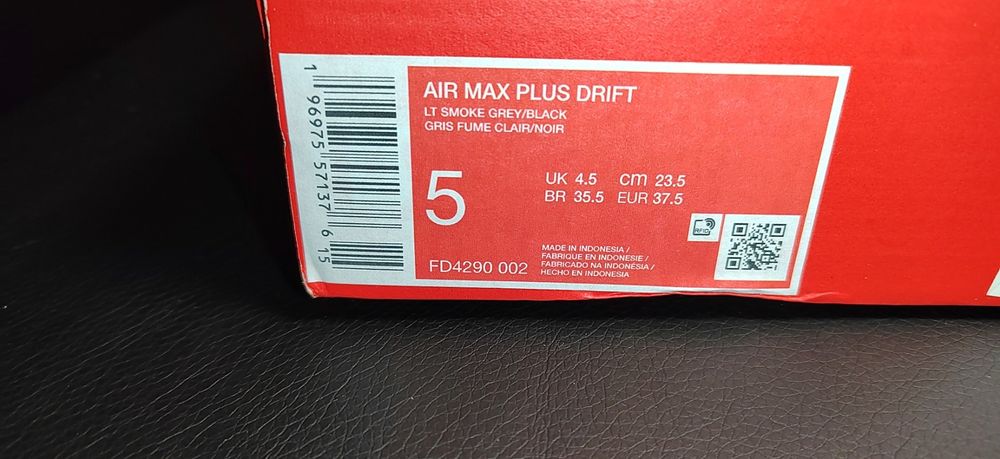 1 96975 57137 6 15
AIR MAX PLUS DRIFT
LT SMOKE GREY/BLACK
GRIS FUME CLAIR/NOIR
5
UK 4.5 cm 23.5
BR 35.5 EUR 37.5
RFID
MADE IN INDONESIA /
FABRIQUE EN INDONESIE /
FABRICADO NA INDONÉSIA /
HECHO EN INDONESIA
FD4290 002